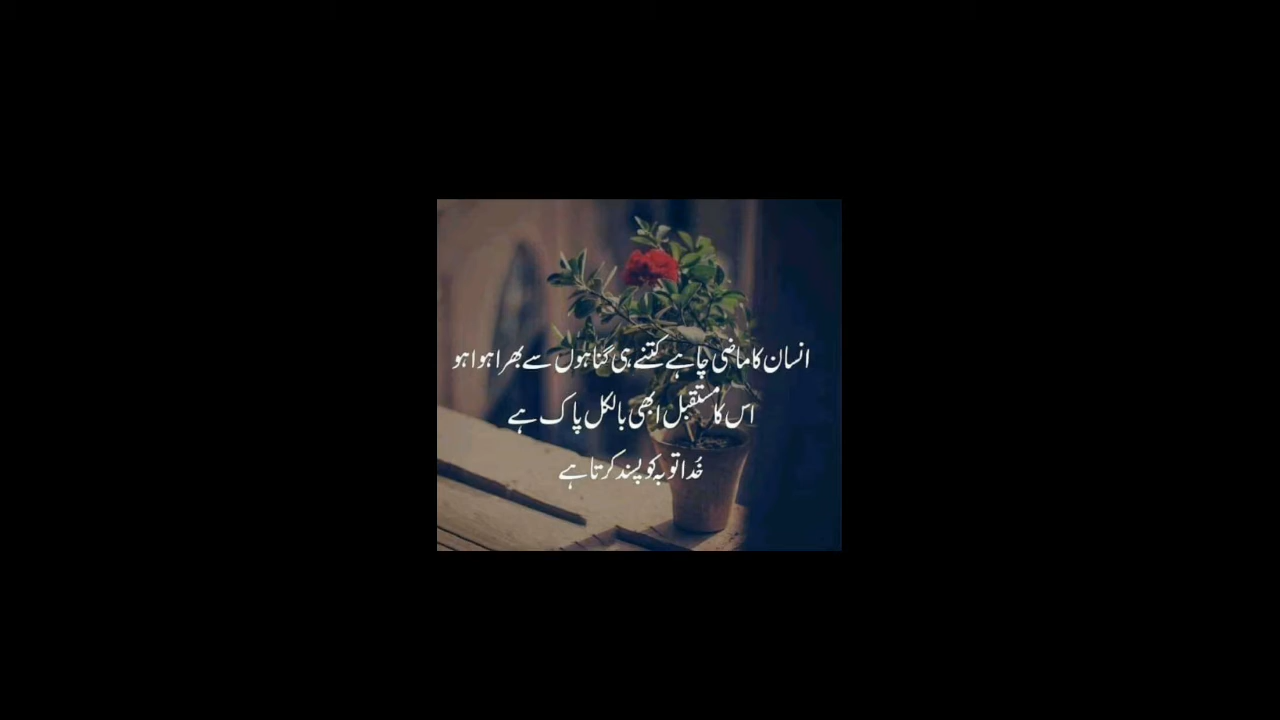 انسان کا ماضی چاہے کتنے ہی گناہوں سے بھرا ہوا ہو
اس کا مستقبل ابھی بالکل پاک ہے
خُدا توبہ کو پسند کرتا ہے